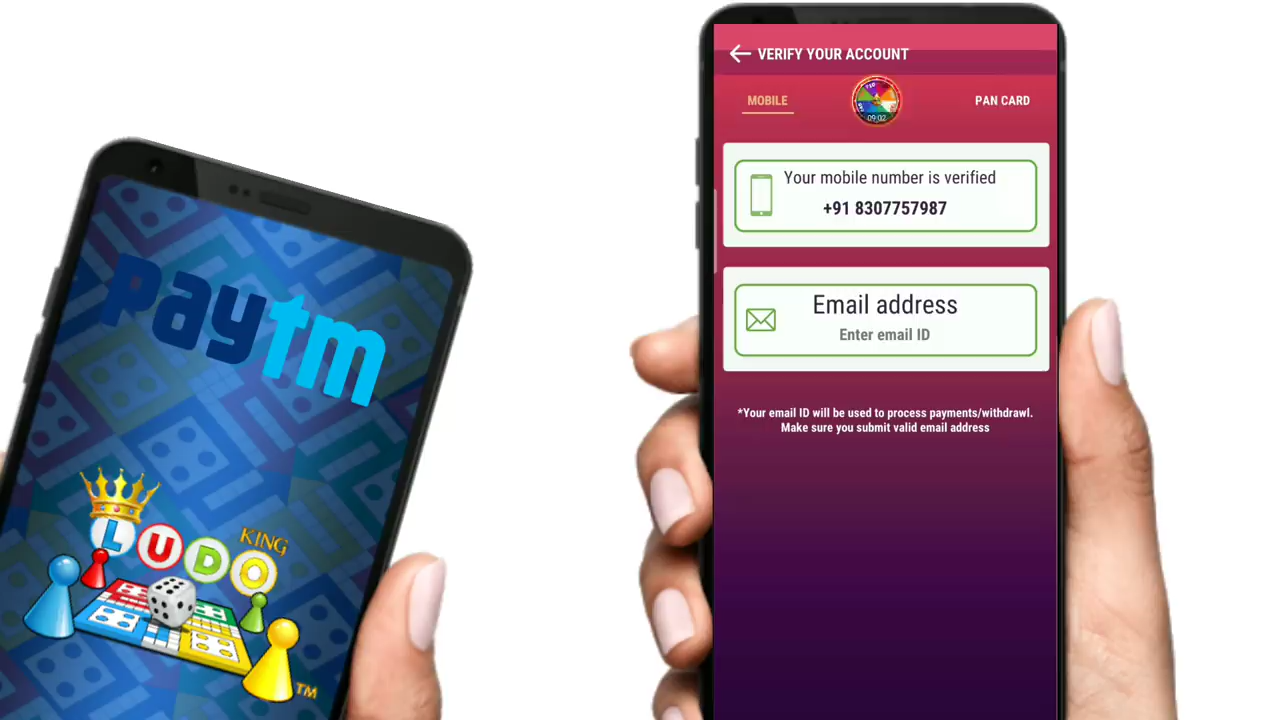 paytm
KING
LUDO
TM
VERIFY YOUR ACCOUNT
MOBILE
09:02
PAN CARD
Your mobile number is verified
+91 8307757987
Email address
Enter email ID
*Your email ID will be used to process payments/withdrawl.
Make sure you submit valid email address